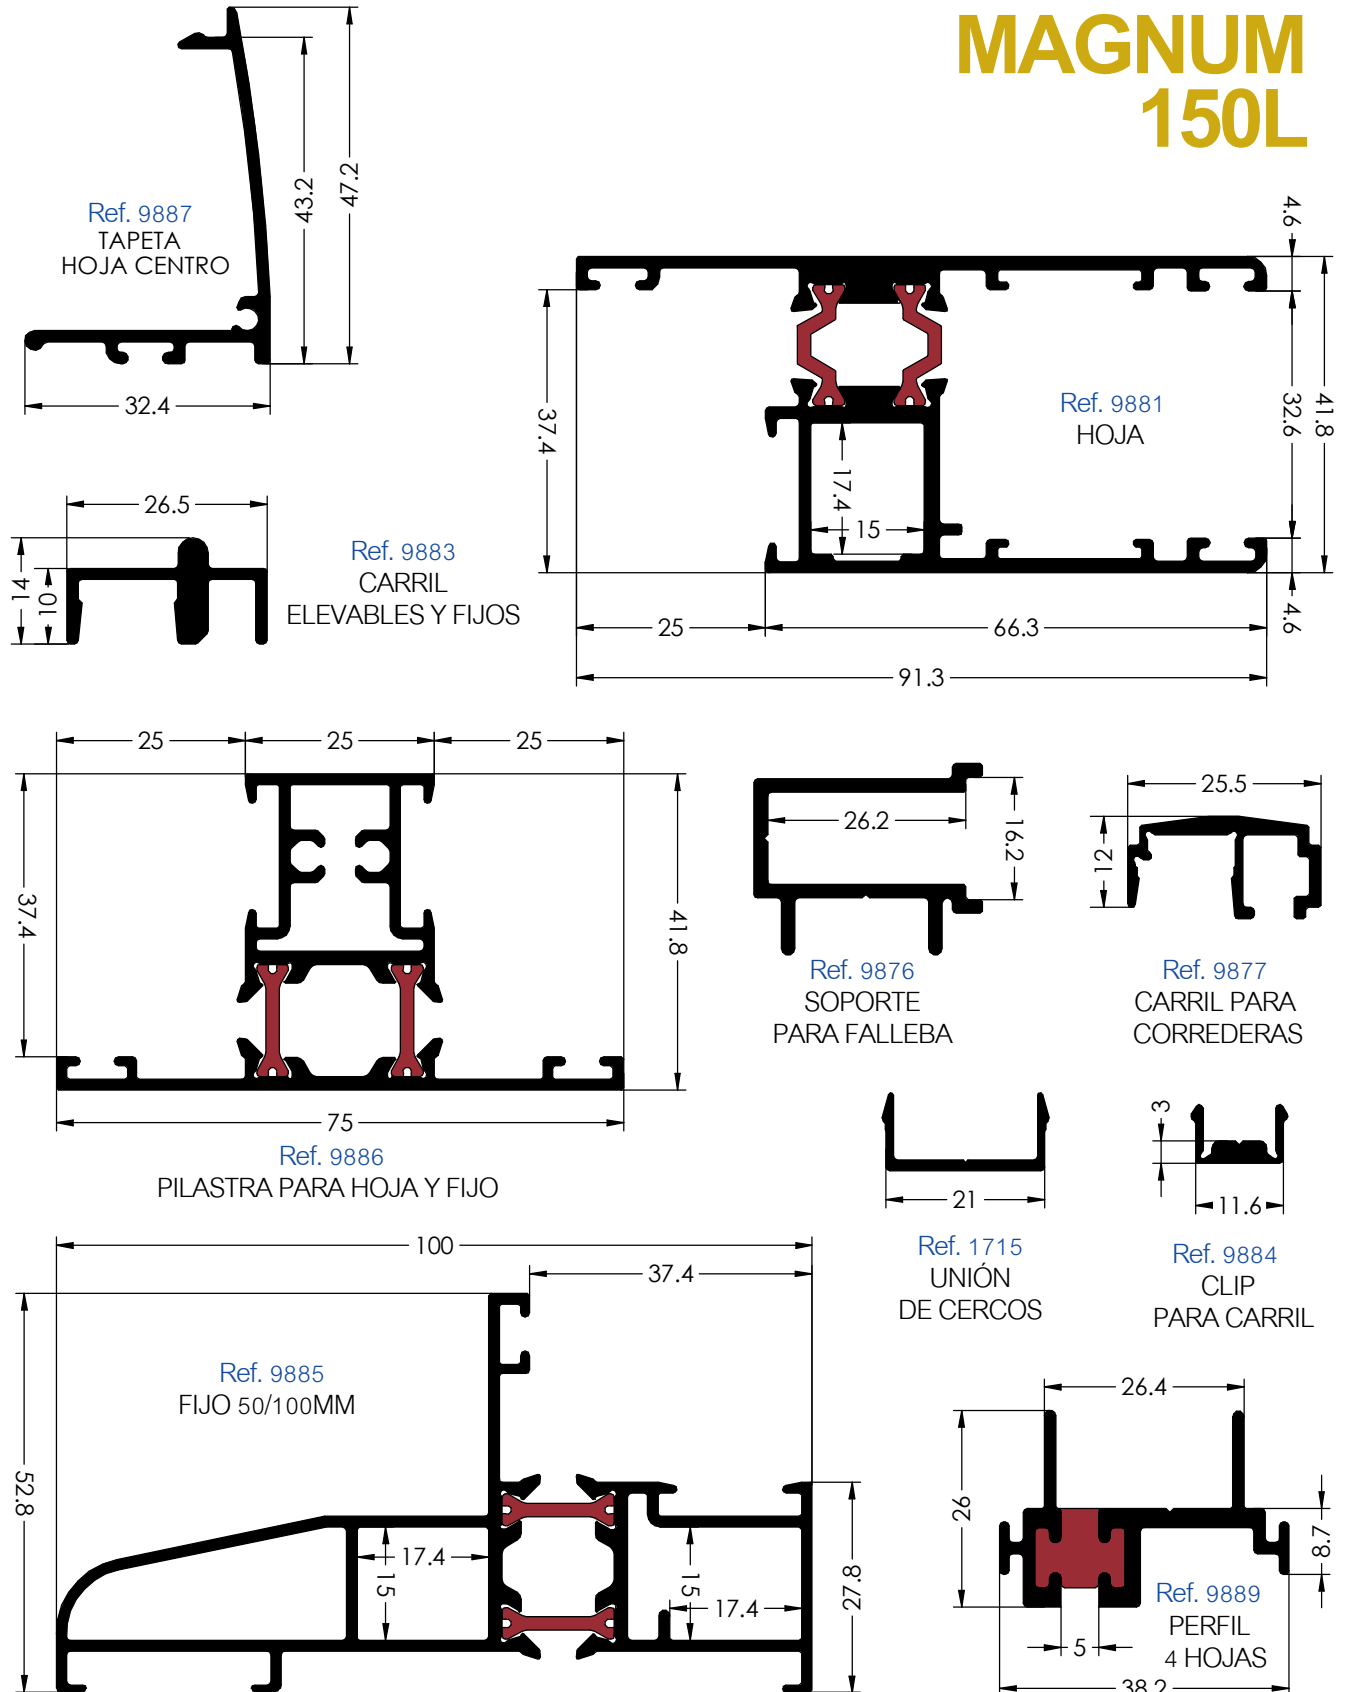 MAGNUM
150L
47.2
43.2
Ref. 9887
TAPETA
HOJA CENTRO
32.4
4.6
37.4
17.4
15
Ref. 9881
HOJA
32.6
41.8
4.6
25
66.3
91.3
26.5
14
10
Ref. 9883
CARRIL
ELEVABLES Y FIJOS
25
25
25
37.4
41.8
75
Ref. 9886
PILASTRA PARA HOJA Y FIJO
26.2
16.2
Ref. 9876
SOPORTE
PARA FALLEBA
25.5
12
Ref. 9877
CARRIL PARA
CORREDERAS
21
Ref. 1715
UNIÓN
DE CERCOS
3
11.6
Ref. 9884
CLIP
PARA CARRIL
100
37.4
52.8
Ref. 9885
FIJO 50/100MM
17.4
15
15
17.4
27.8
26.4
26
8.7
5
Ref. 9889
PERFIL
4 HOJAS
38.2